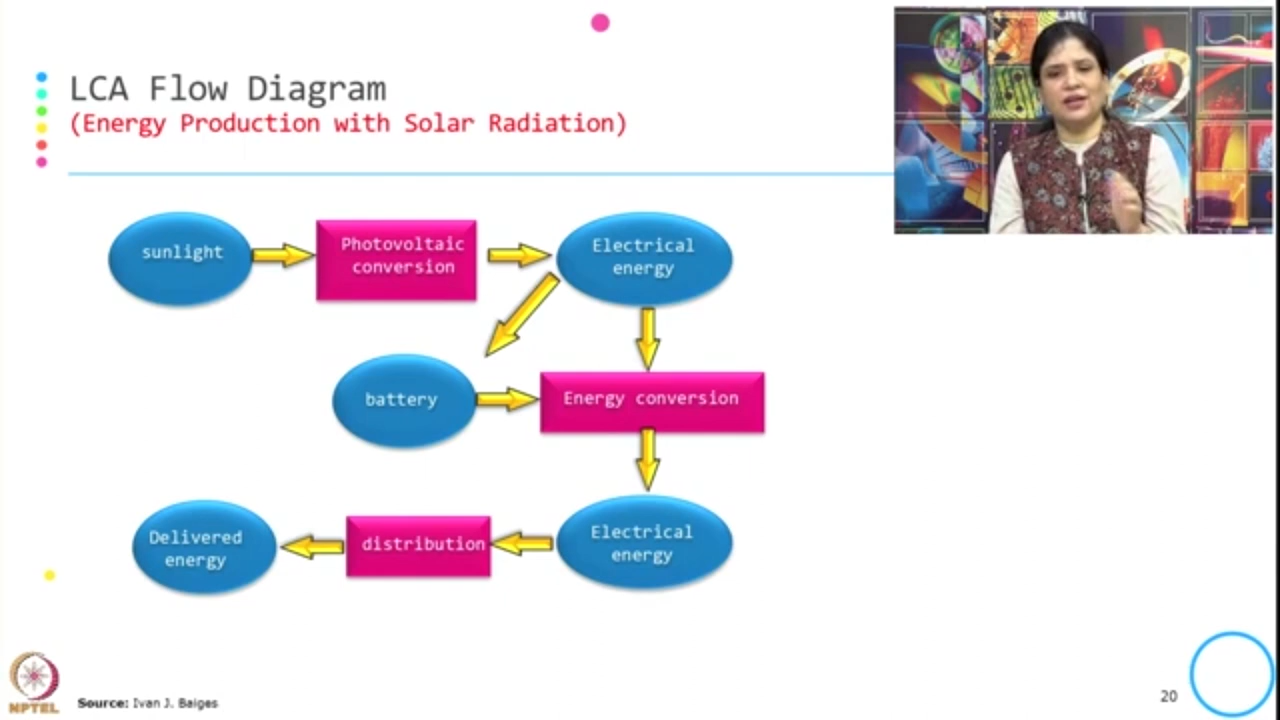 LCA Flow Diagram
(Energy Production with Solar Radiation)
sunlight
Photovoltaic
conversion
Electrical
energy
battery
Energy conversion
Delivered
energy
distribution
Electrical
energy
NPTEL
Source: Ivan J. Baiges
20